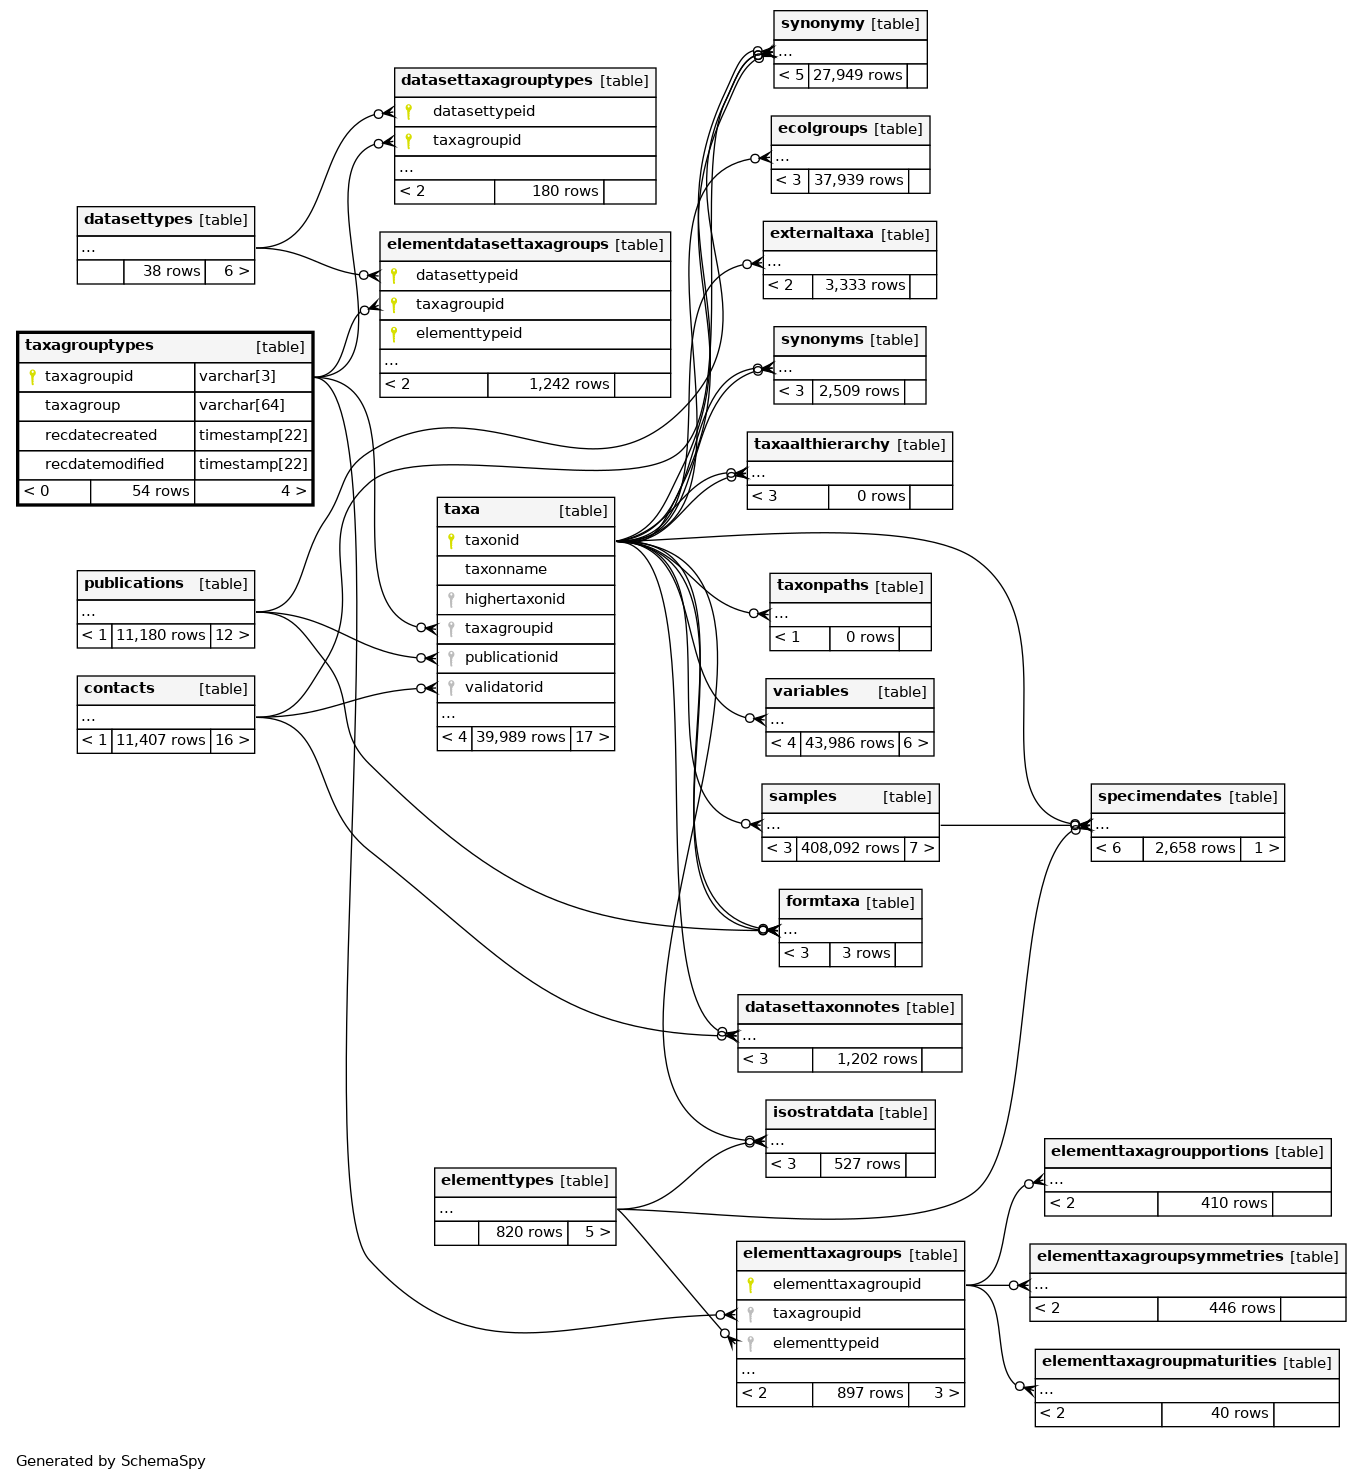 synonymy [table]
...
< 5 27,949 rows
datasettaxagrouptypes [table]
datasettypeid
taxagroupid
...
< 2 180 rows
ecolgroups [table]
...
< 3 37,939 rows
datasettypes [table]
...
38 rows 6 >
elementdatasettaxagroups [table]
datasettypeid
taxagroupid
elementtypeid
...
< 2 1,242 rows
externaltaxa [table]
...
< 2 3,333 rows
taxagrouptypes [table]
taxagroupid varchar[3]
taxagroup varchar[64]
recdatecreated timestamp[22]
recdatemodified timestamp[22]
< 0 54 rows 4 >
synonyms [table]
...
< 3 2,509 rows
taxaalthierarchy [table]
...
< 3 0 rows
taxa [table]
taxonid
taxonname
highertaxonid
taxagroupid
publicationid
validatorid
...
< 4 39,989 rows 17 >
publications [table]
...
< 1 11,180 rows 12 >
contacts [table]
...
< 1 11,407 rows 16 >
taxonpaths [table]
...
< 1 0 rows
variables [table]
...
< 4 43,986 rows 6 >
samples [table]
...
< 3 408,092 rows 7 >
specimendates [table]
...
< 6 2,658 rows 1 >
formtaxa [table]
...
< 3 3 rows
datasettaxonnotes [table]
...
< 3 1,202 rows
isostratdata [table]
...
< 3 527 rows
elementtypes [table]
...
820 rows 5 >
elementtaxagroups [table]
elementtaxagroupid
taxagroupid
elementtypeid
...
< 2 897 rows 3 >
elementtaxagroupportions [table]
...
< 2 410 rows
elementtaxagroupsymmetries [table]
...
< 2 446 rows
elementtaxagroupmaturities [table]
...
< 2 40 rows
Generated by SchemaSpy